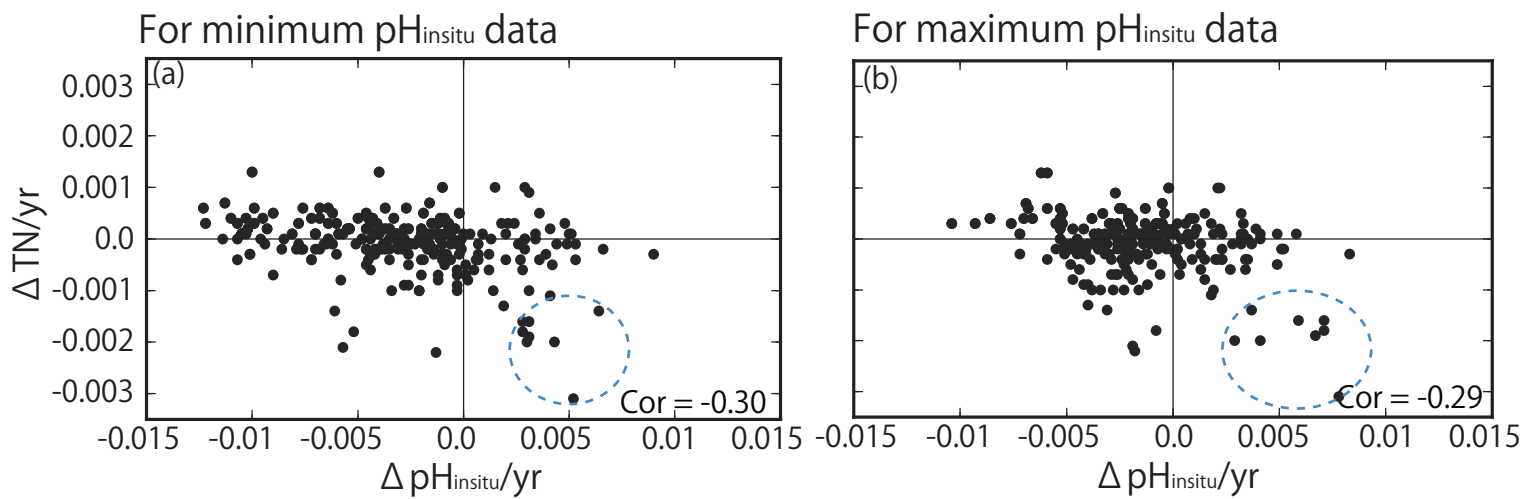 For minimum pHinsitu data
For maximum pHinsitu data
(a)
(b)
0.003
0.002
0.001
0.0
-0.001
-0.002
-0.003
Δ TN/yr
Cor = -0.30
Cor = -0.29
-0.015 -0.01 -0.005 0.0 0.005 0.01 0.015
-0.015 -0.01 -0.005 0.0 0.005 0.01 0.015
Δ pHinsitu/yr
Δ pHinsitu/yr